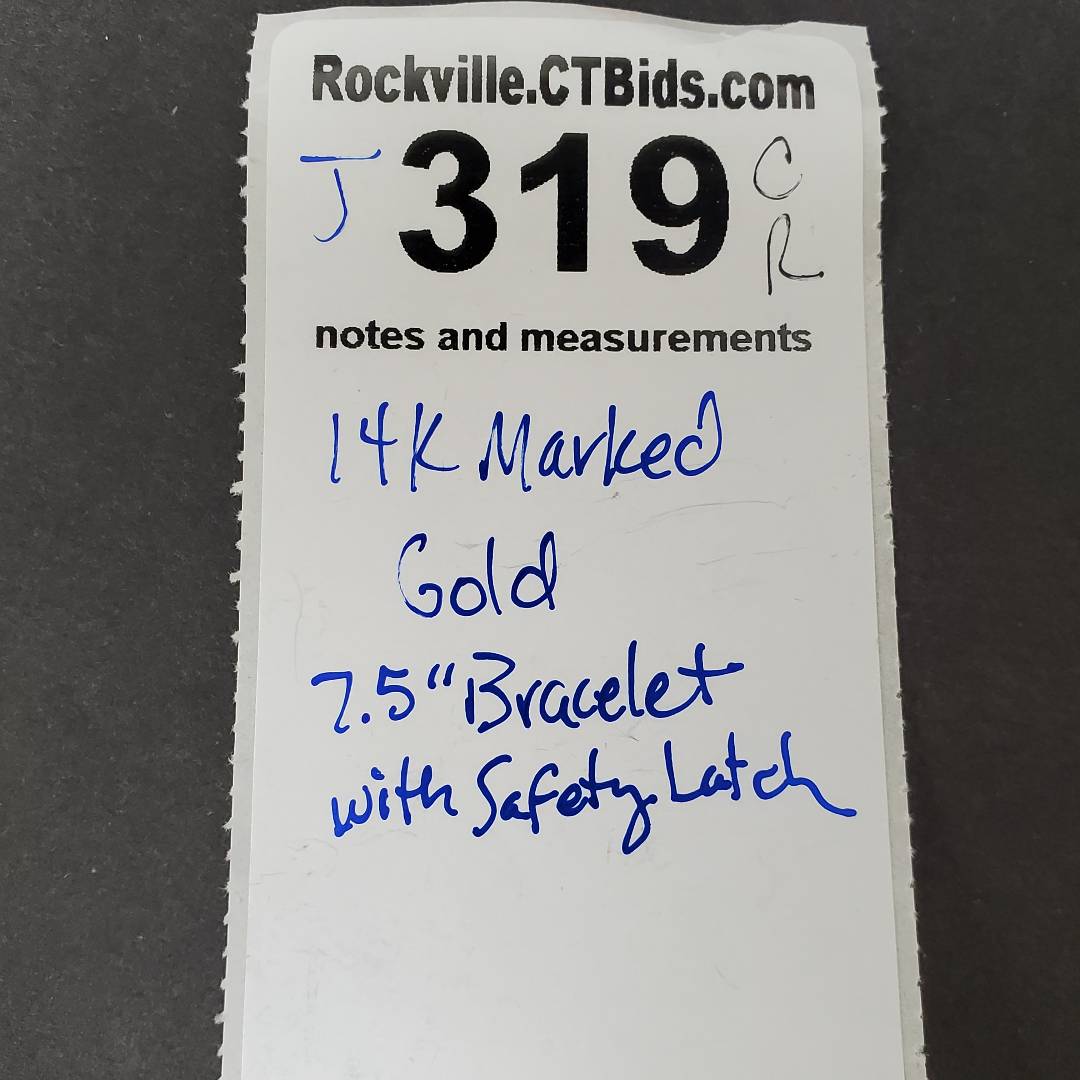 Rockville.CTBids.com
J 319 C
R
notes and measurements
14K Marked
Gold
7.5" Bracelet
with Safety Latch